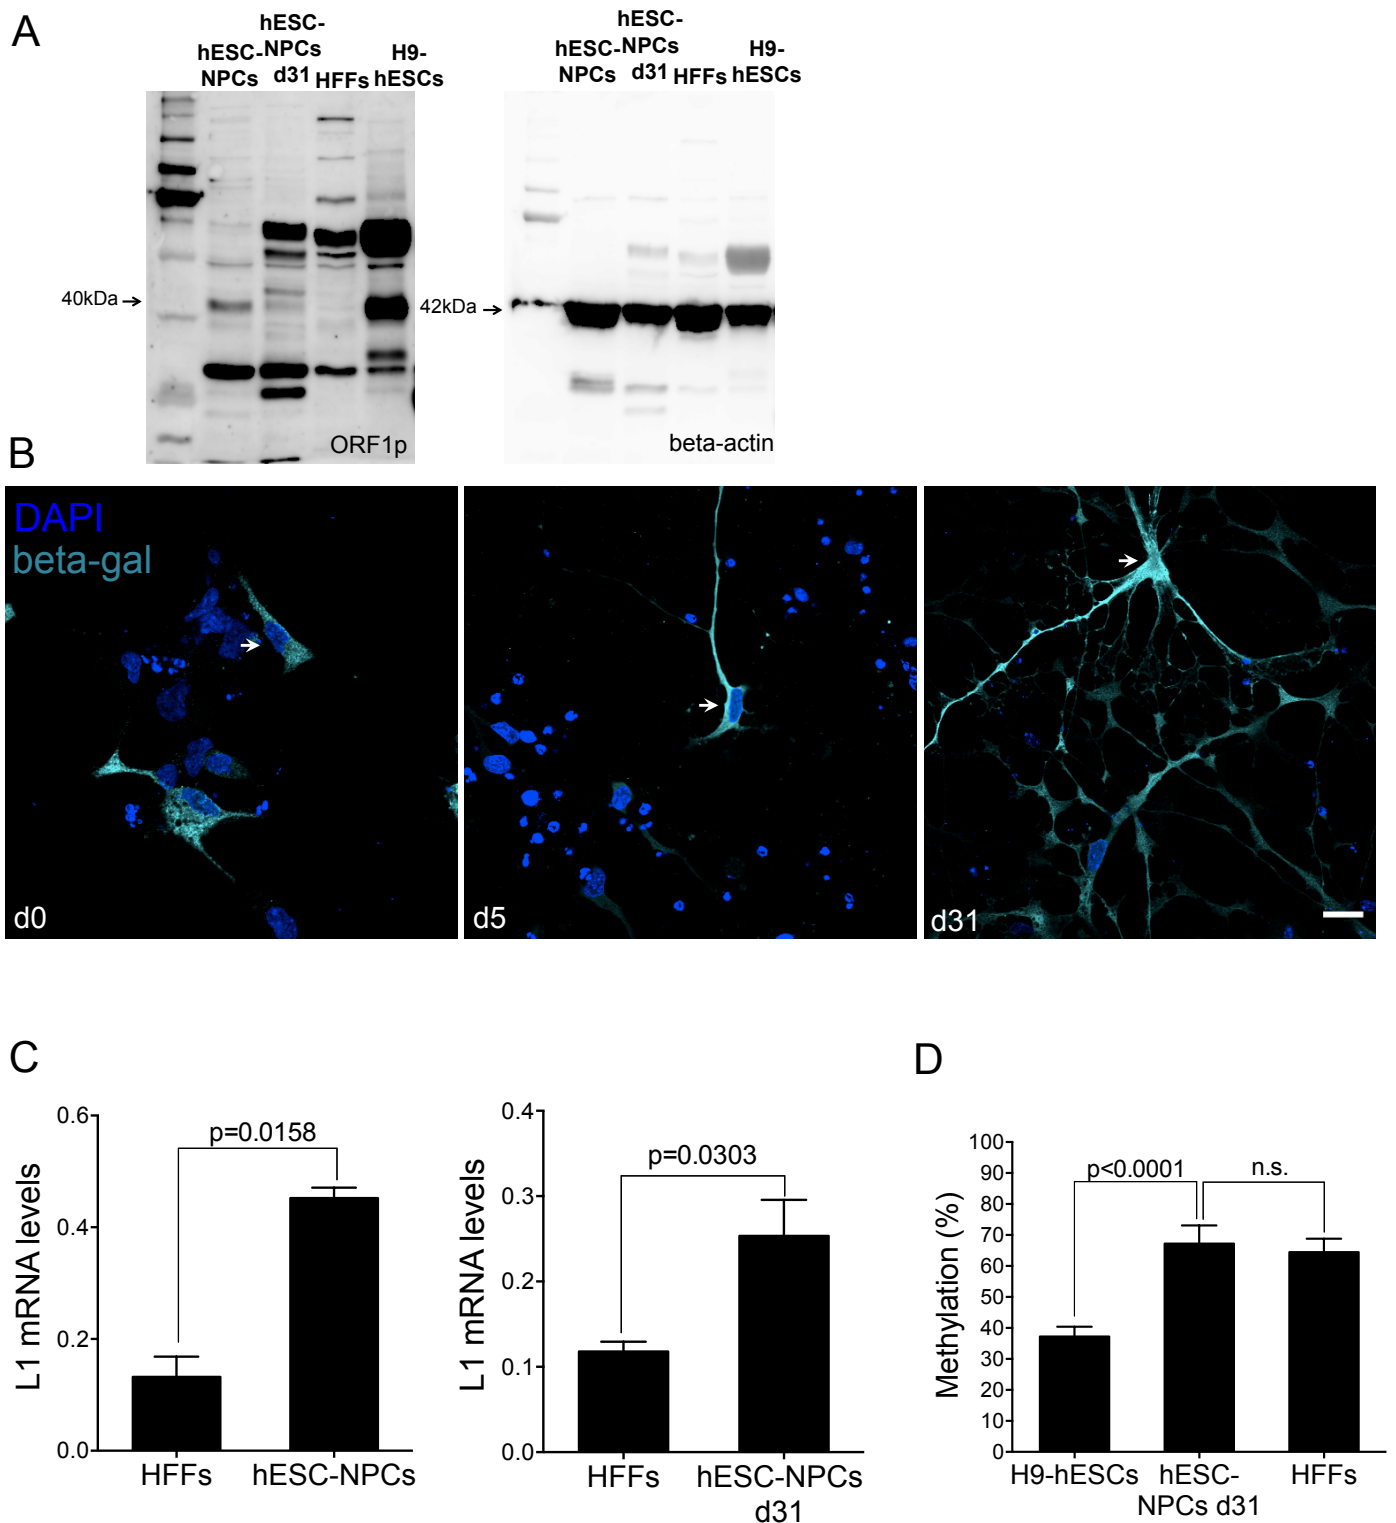 A
hESC-
NPCs
hESC-
NPCs
d31
HFFs
H9-
hESCs
40kDa
ORF1p
hESC-
NPCs
hESC-
NPCs
d31
HFFs
H9-
hESCs
42kDa
beta-actin
B
DAPI
beta-gal
d0
d5
d31
C
L1 mRNA levels
0.6
0.4
0.2
0.0
p=0.0158
HFFs
hESC-NPCs
L1 mRNA levels
0.4
0.3
0.2
0.1
0.0
p=0.0303
HFFs
hESC-NPCs
d31
D
Methylation (%)
100
90
80
70
60
50
40
30
20
10
0
p<0.0001
n.s.
H9-hESCs
hESC-
NPCs d31
HFFs